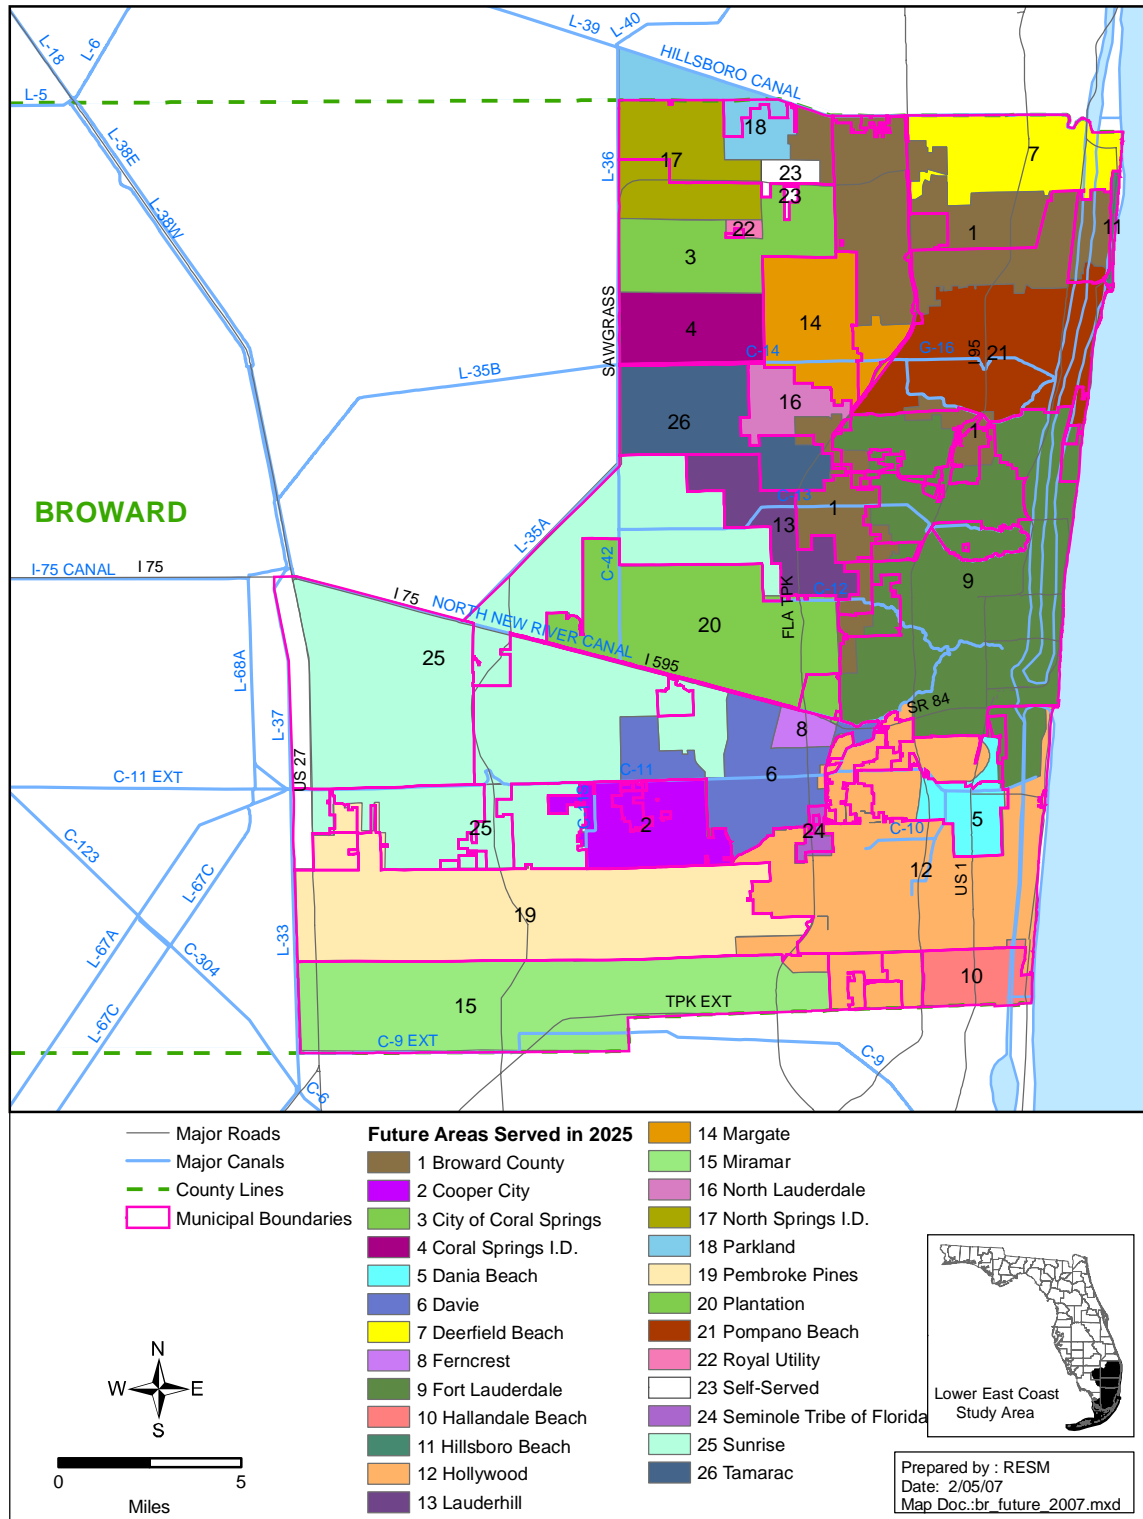 L-39
L-40
L-18
L-6
HILLSBORO CANAL
L-5
L-38E
18
7
17
L-36
23
L-38W
23
22
1
11
3
SAWGRASS
4
14
C-14
G-16
I 95
21
L-35B
16
26
1
C-13
BROWARD
L-35A
13
1
C-42
I-75 CANAL
I 75
I 75
C-12
9
NORTH NEW RIVER CANAL
FLA TPK
20
25
I 595
L-68A
SR 84
L-37
8
US 27
C-11 EXT
C-11
6
25
2
24
C-10
5
C-123
L-67C
12
US 1
19
L-67A
L-33
C-304
15
TPK EXT
10
L-67C
C-9 EXT
C-9
C-6
Major Roads
Major Canals
County Lines
Municipal Boundaries
Future Areas Served in 2025
1 Broward County
2 Cooper City
3 City of Coral Springs
4 Coral Springs I.D.
5 Dania Beach
6 Davie
7 Deerfield Beach
8 Ferncrest
9 Fort Lauderdale
10 Hallandale Beach
11 Hillsboro Beach
12 Hollywood
13 Lauderhill
14 Margate
15 Miramar
16 North Lauderdale
17 North Springs I.D.
18 Parkland
19 Pembroke Pines
20 Plantation
21 Pompano Beach
22 Royal Utility
23 Self-Served
24 Seminole Tribe of Florida
25 Sunrise
26 Tamarac
N
W E
S
0 5
Miles
Lower East Coast
Study Area
Prepared by : RESM
Date: 2/05/07
Map Doc.:br_future_2007.mxd